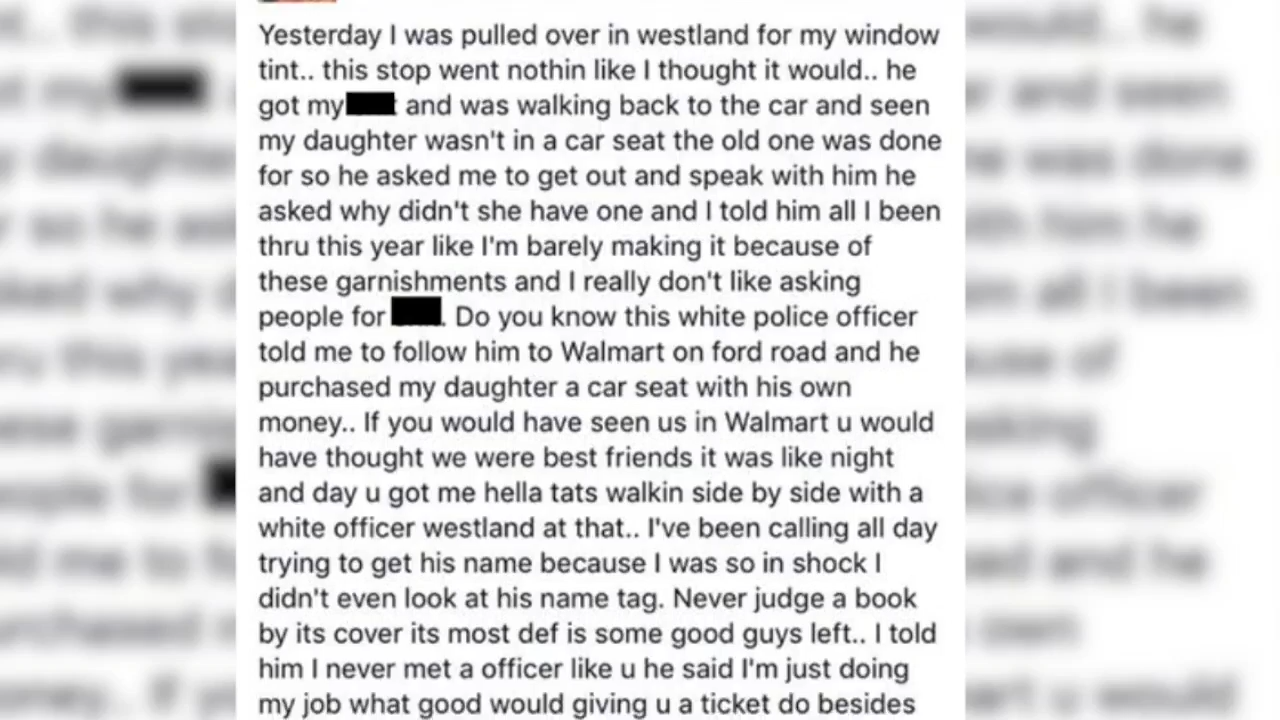 Yesterday I was pulled over in westland for my window
tint.. this stop went nothin like I thought it would.. he
got my and was walking back to the car and seen
my daughter wasn't in a car seat the old one was done
for so he asked me to get out and speak with him he
asked why didn't she have one and I told him all I been
thru this year like I'm barely making it because of
these garnishments and I really don't like asking
people for . Do you know this white police officer
told me to follow him to Walmart on ford road and he
purchased my daughter a car seat with his own
money.. If you would have seen us in Walmart u would
have thought we were best friends it was like night
and day u got me hella tats walkin side by side with a
white officer westland at that.. I've been calling all day
trying to get his name because I was so in shock I
didn't even look at his name tag. Never judge a book
by its cover its most def is some good guys left.. I told
him I never met a officer like u he said I'm just doing
my job what good would giving u a ticket do besides